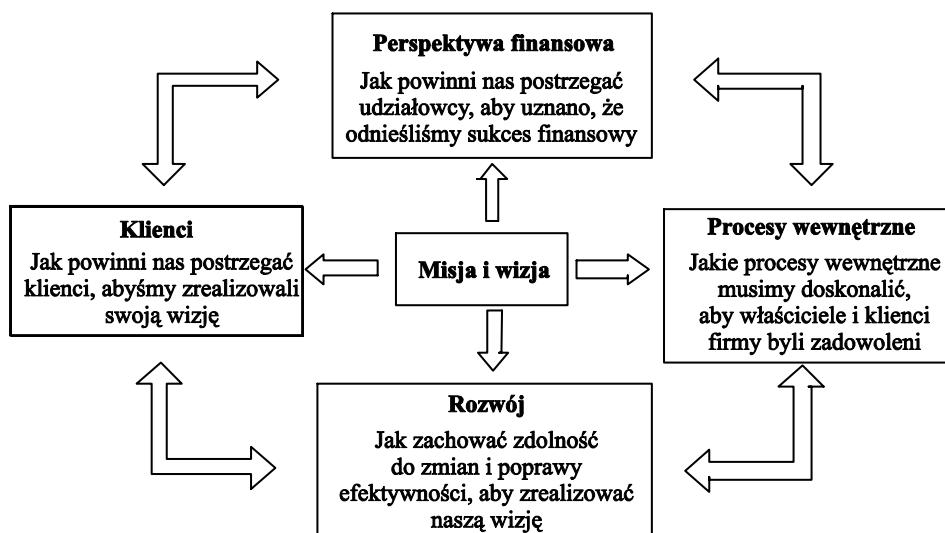 Perspektywa finansowa
Jak powinni nas postrzegać
udziałowcy, aby uznano, że
odnieśliśmy sukces finansowy
Klienci
Jak powinni nas postrzegać
klienci, abyśmy zrealizowali
swoją wizję
Misja i wizja
Procesy wewnętrzne
Jakie procesy wewnętrzne
musimy doskonalić,
aby właściciele i klienci
firmy byli zadowoleni
Rozwój
Jak zachować zdolność
do zmian i poprawy
efektywności, aby zrealizować
naszą wizję